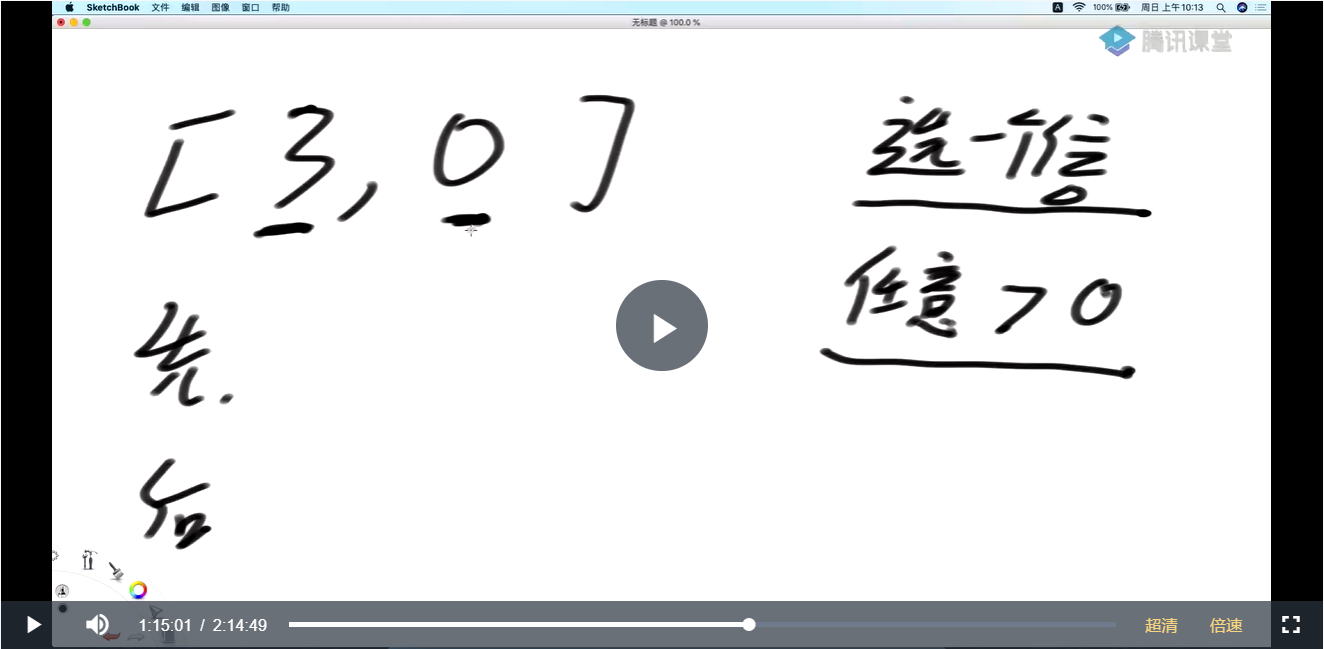 SketchBook 文件 编辑 图像 窗口 帮助 A 100% 周日 上午10:13
无标题 @ 100.0 %
腾讯课堂
[3, 0]
选一个位
任意 > 0
先.
后
1:15:01 / 2:14:49 超清 倍速